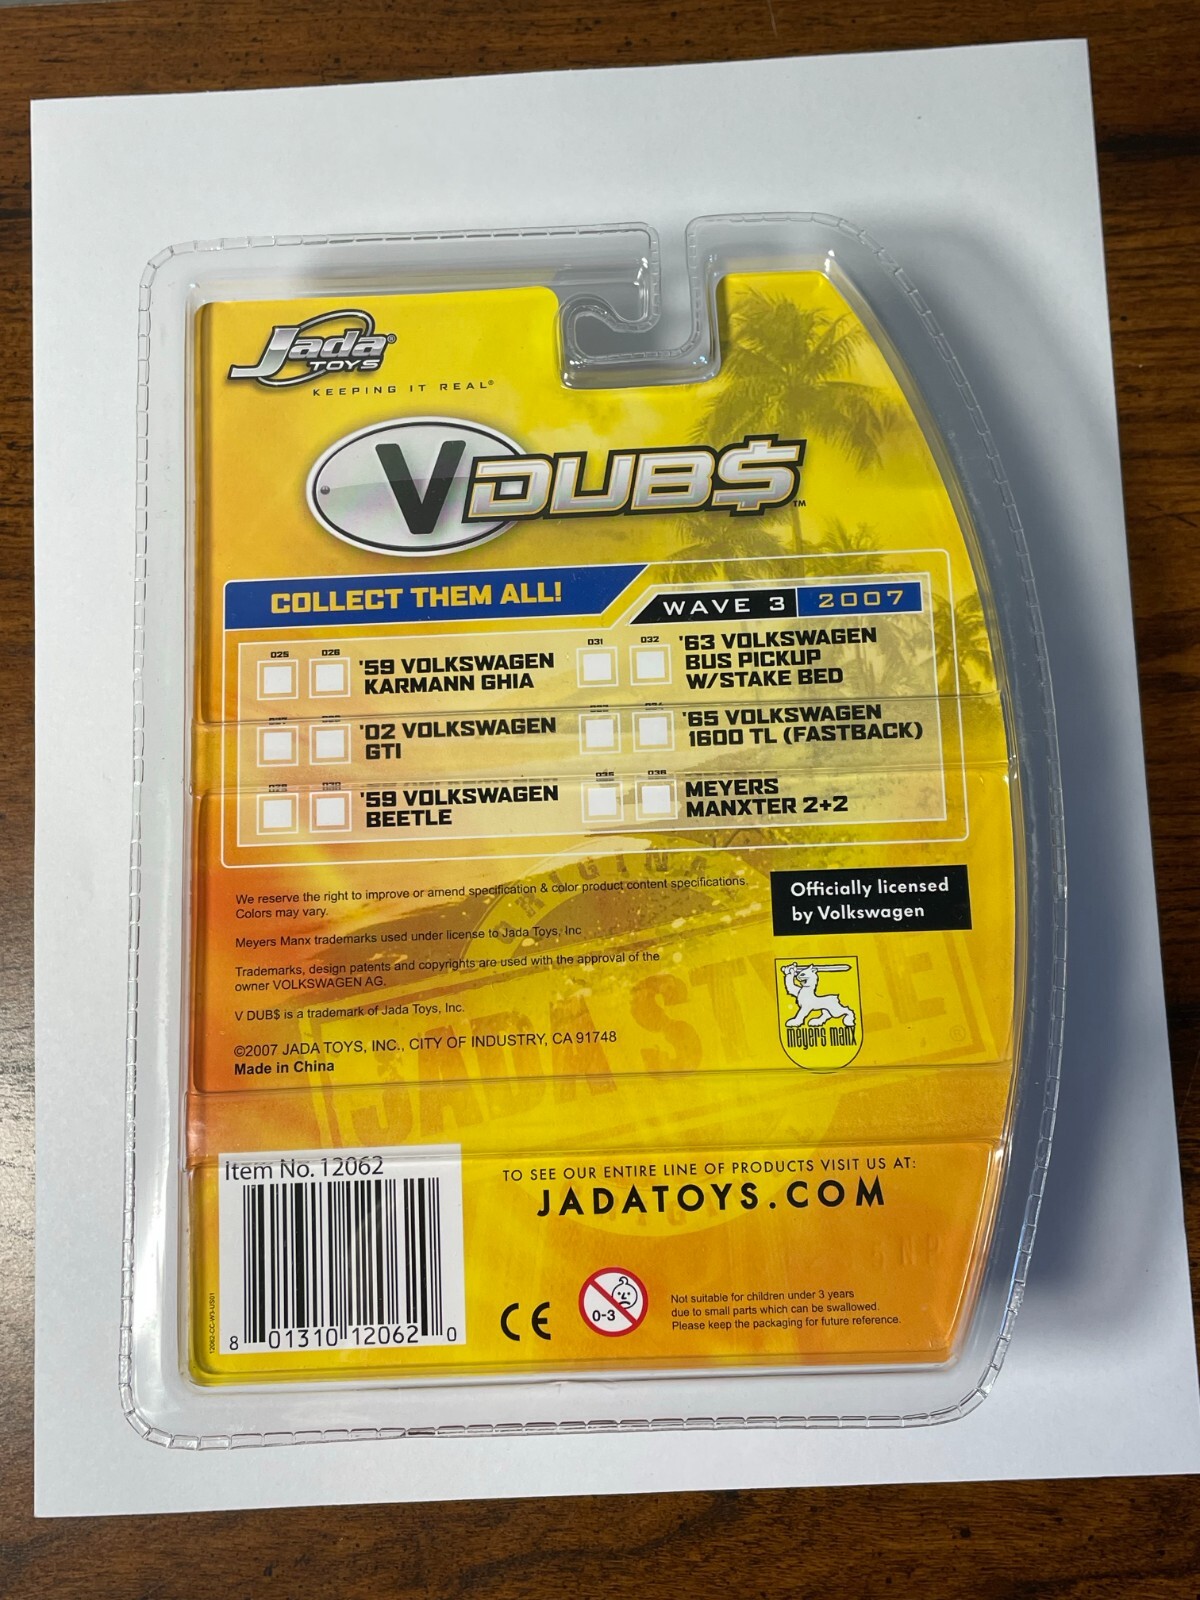 Jada®
TOYS
KEEPING IT REAL®
V DUB$™
COLLECT THEM ALL!
WAVE 3 2007
025 026
'59 VOLKSWAGEN
KARMANN GHIA
'02 VOLKSWAGEN
GTI
029 030
'59 VOLKSWAGEN
BEETLE
031 032
'63 VOLKSWAGEN
BUS PICKUP
W/STAKE BED
'65 VOLKSWAGEN
1600 TL (FASTBACK)
035 036
MEYERS
MANXTER 2+2
We reserve the right to improve or amend specification & color product content specifications.
Colors may vary.
Meyers Manx trademarks used under license to Jada Toys, Inc
Trademarks, design patents and copyrights are used with the approval of the
owner VOLKSWAGEN AG.
V DUB$ is a trademark of Jada Toys, Inc.
©2007 JADA TOYS, INC., CITY OF INDUSTRY, CA 91748
Made in China
Officially licensed
by Volkswagen
meyers manx
ORIGINAL
JADA STYLE
Item No. 12062
8 01310 12062 0
12062-CC-W3-US01
TO SEE OUR ENTIRE LINE OF PRODUCTS VISIT US AT:
JADATOYS.COM
CE
0-3
Not suitable for children under 3 years
due to small parts which can be swallowed.
Please keep the packaging for future reference.